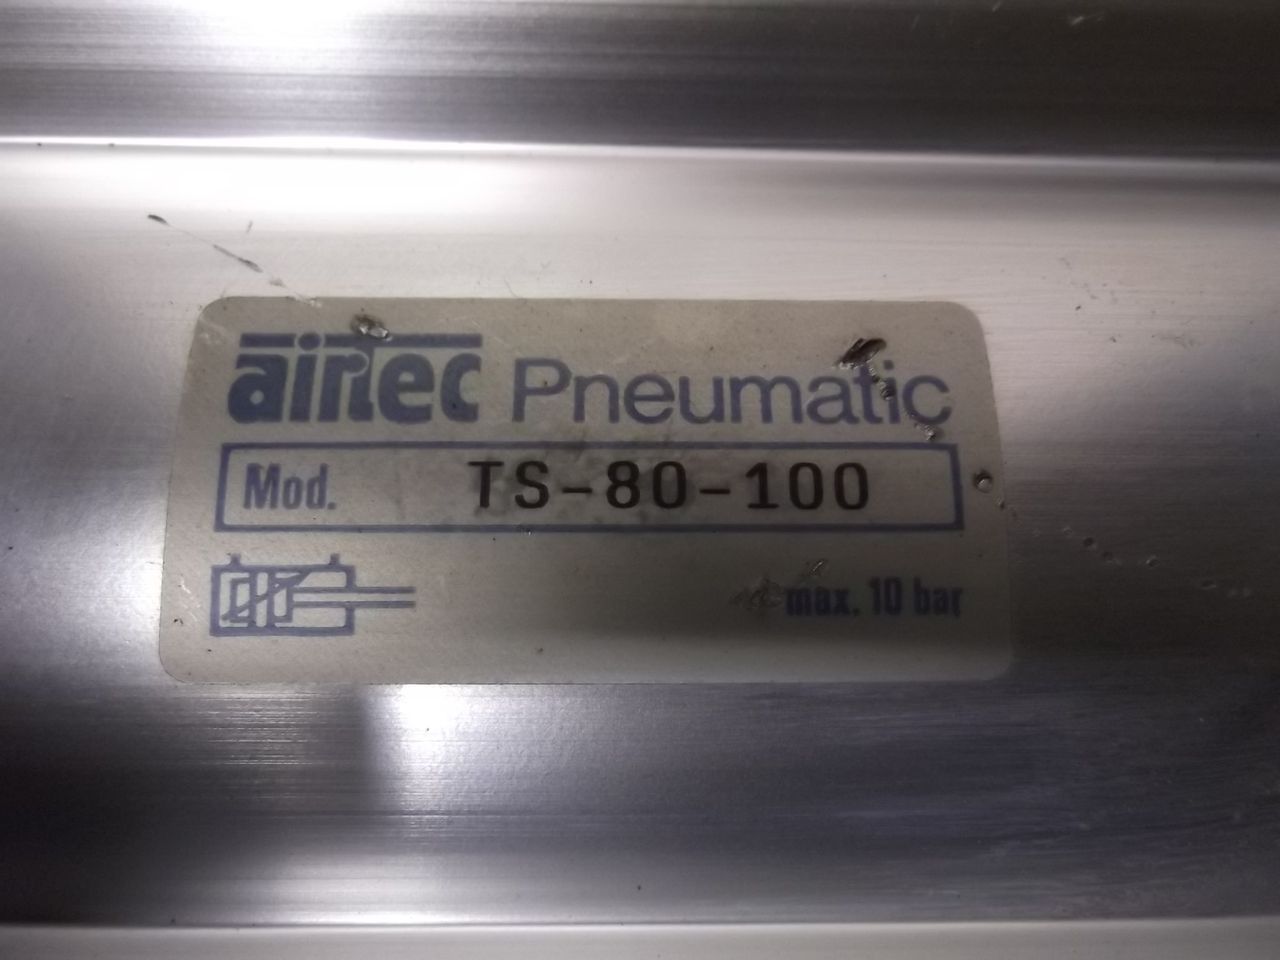 airtec Pneumatic
Mod. TS-80-100
max. 10 bar